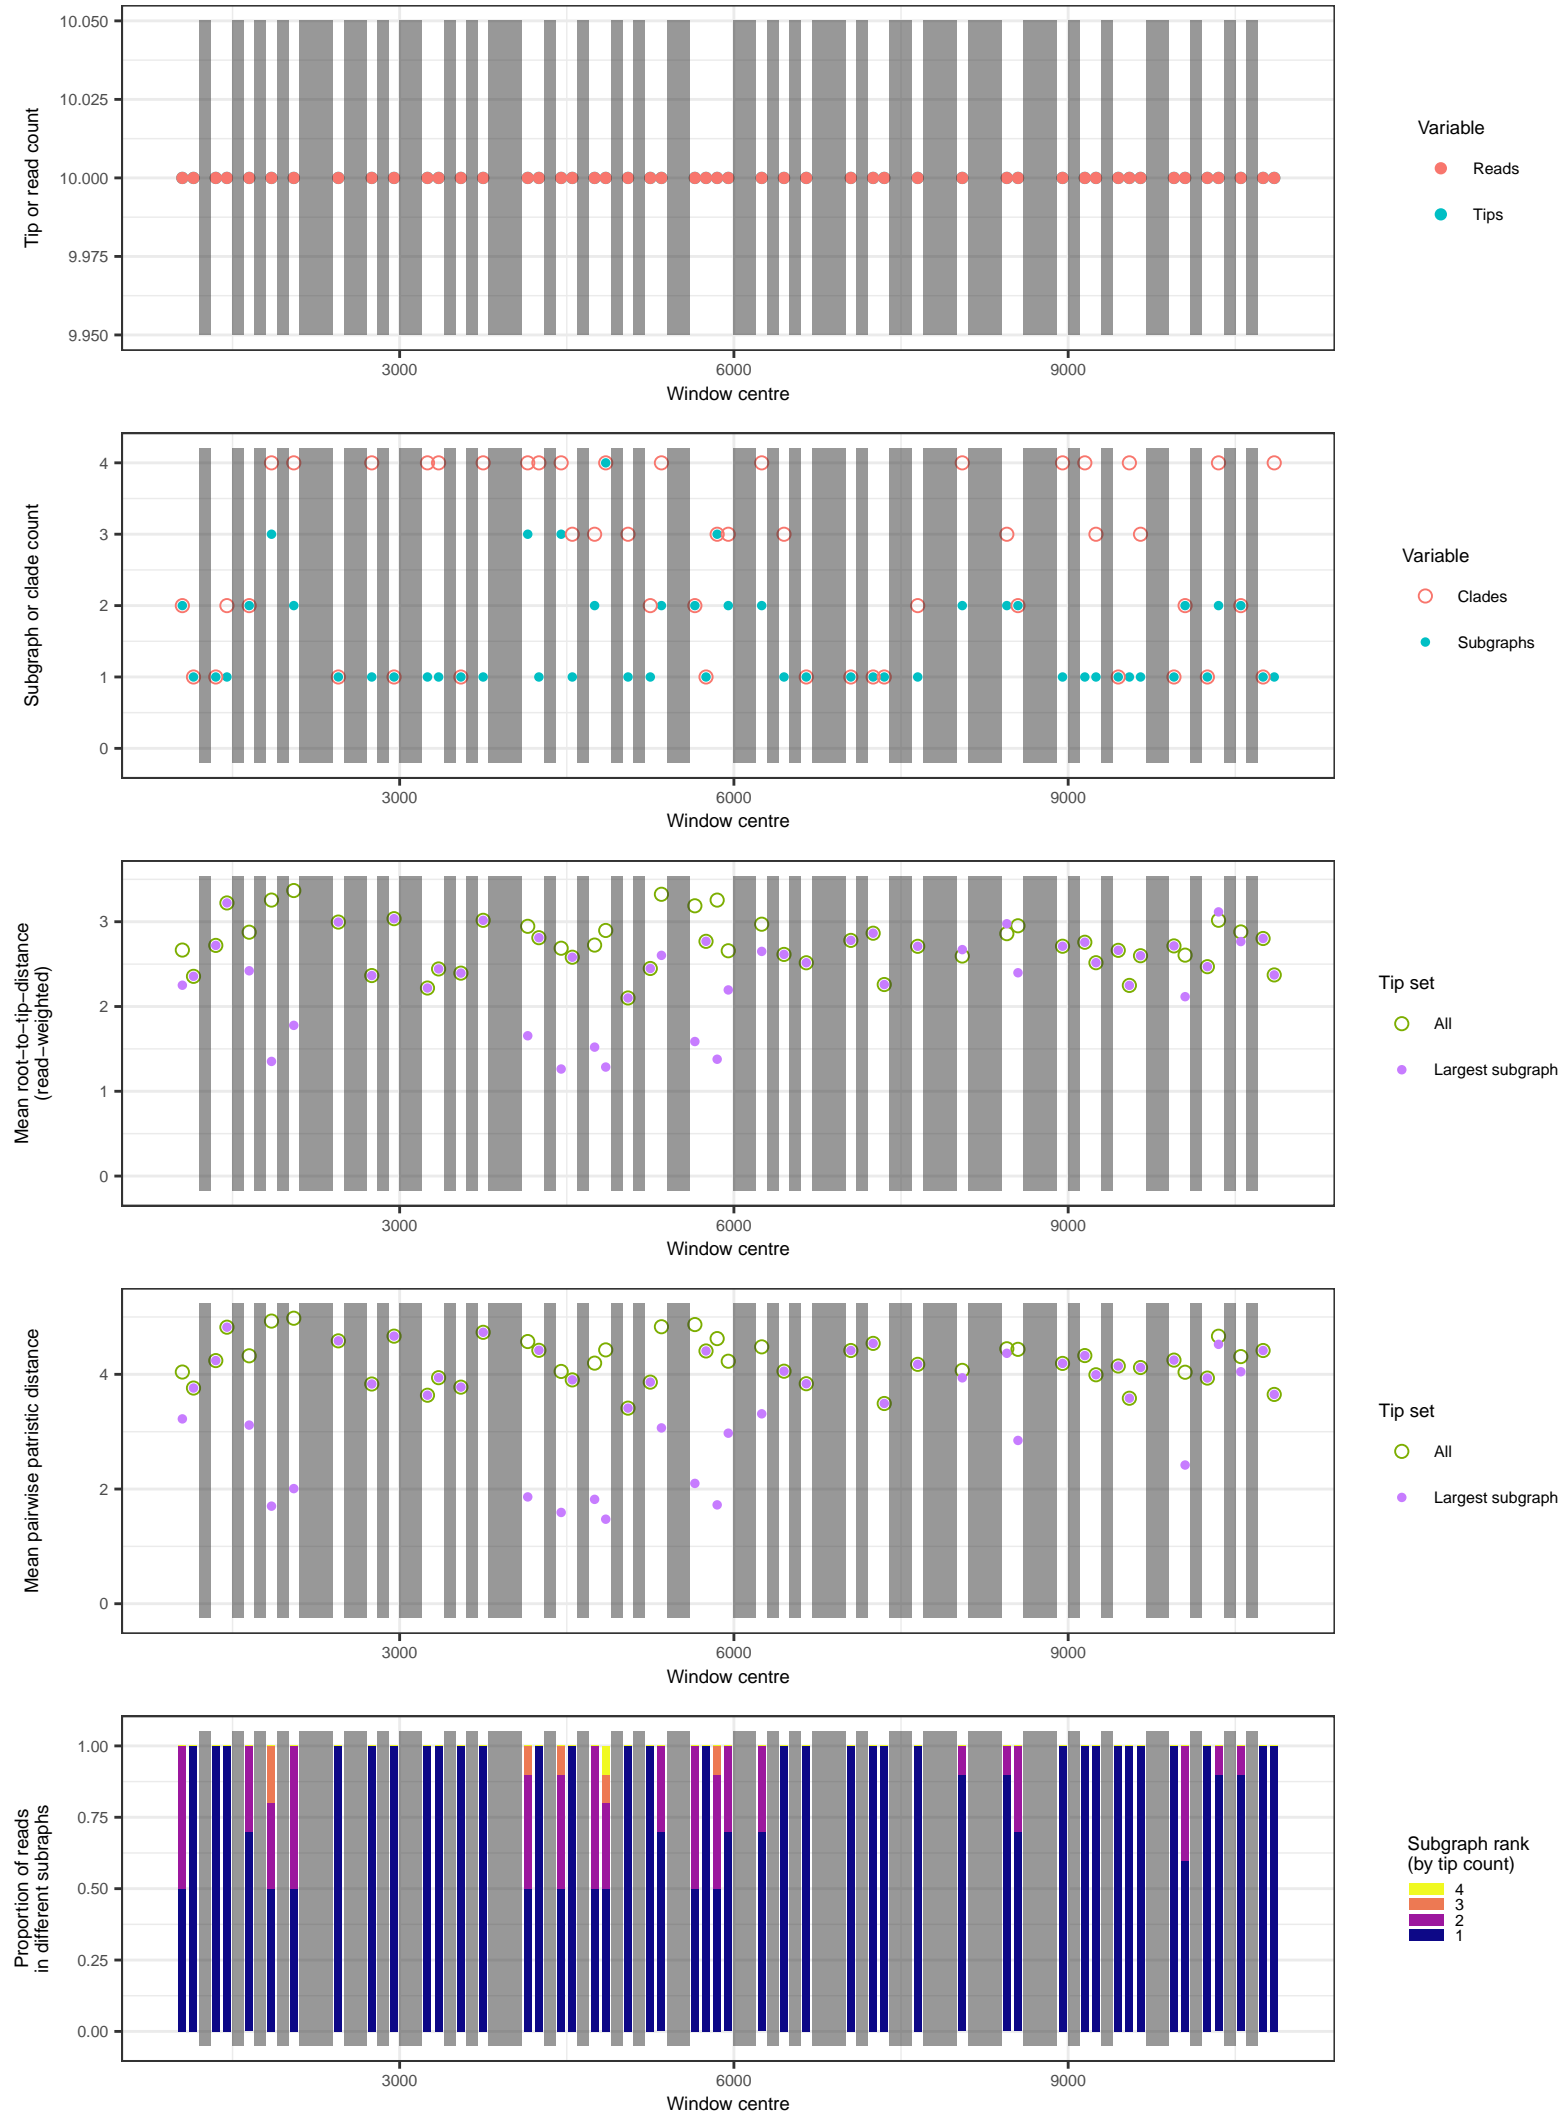 10.050
10.025
10.000
9.975
9.950
Tip or read count
3000
6000
9000
Window centre
Variable
Reads
Tips
4
3
2
1
0
Subgraph or clade count
3000
6000
9000
Window centre
Variable
Clades
Subgraphs
3
2
1
0
Mean root−to−tip−distance
(read−weighted)
3000
6000
9000
Window centre
Tip set
All
Largest subgraph
4
2
0
Mean pairwise patristic distance
3000
6000
9000
Window centre
Tip set
All
Largest subgraph
1.00
0.75
0.50
0.25
0.00
Proportion of reads
in different subraphs
3000
6000
9000
Window centre
Subgraph rank
(by tip count)
4
3
2
1